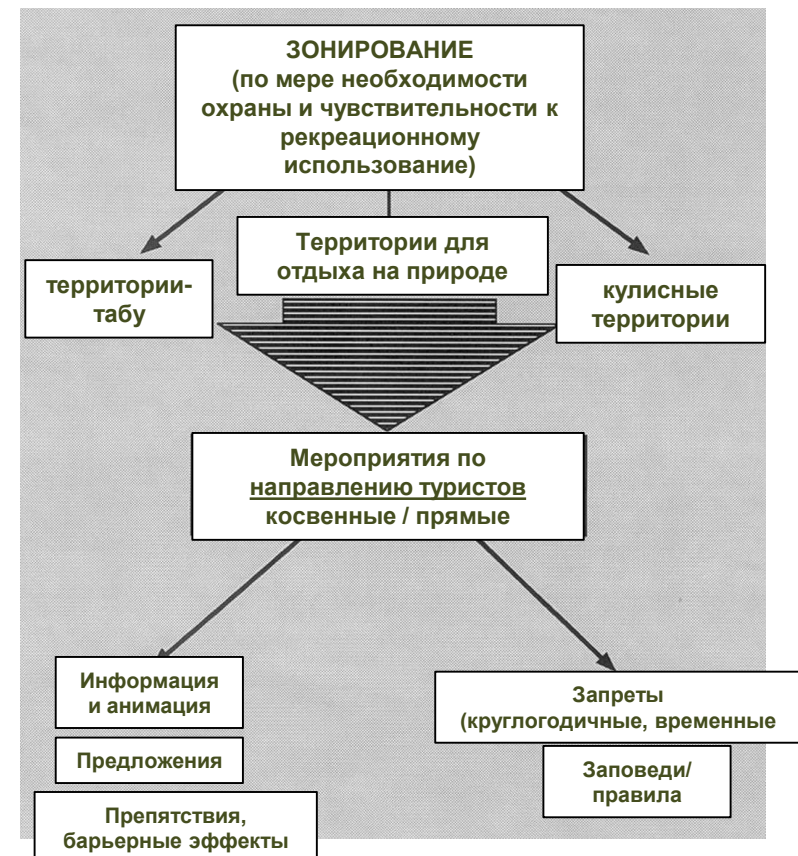 ЗОНИРОВАНИЕ
(по мере необходимости
охраны и чувствительности к
рекреационному
использование)
Территории для
отдыха на природе
территории-
табу
кулисные
территории
Мероприятия по
направлению туристов
косвенные / прямые
Информация
и анимация
Предложения
Препятствия,
барьерные эффекты
Запреты
(круглогодичные, временные
Заповеди/
правила